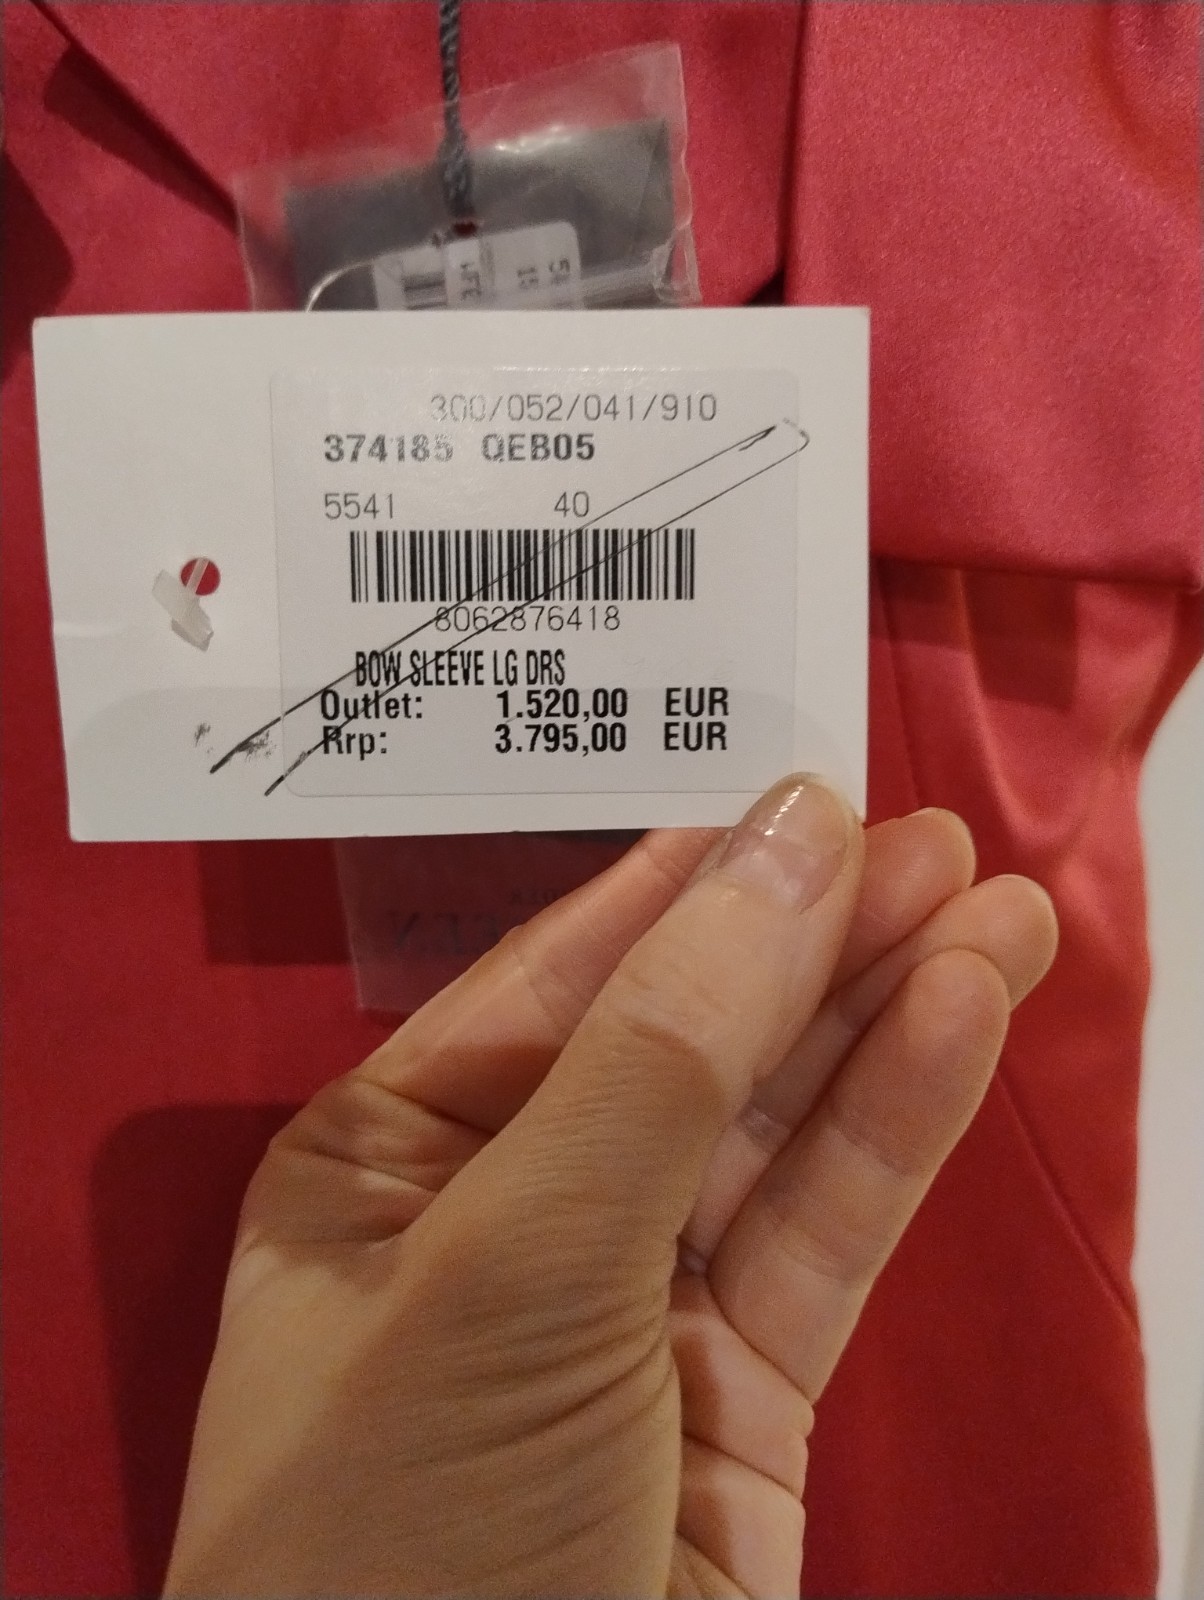 300/052/041/910
374185 QEB05
5541 40
8062876418
BOW SLEEVE LG DRS
Outlet: 1.520,00 EUR
Rrp: 3.795,00 EUR